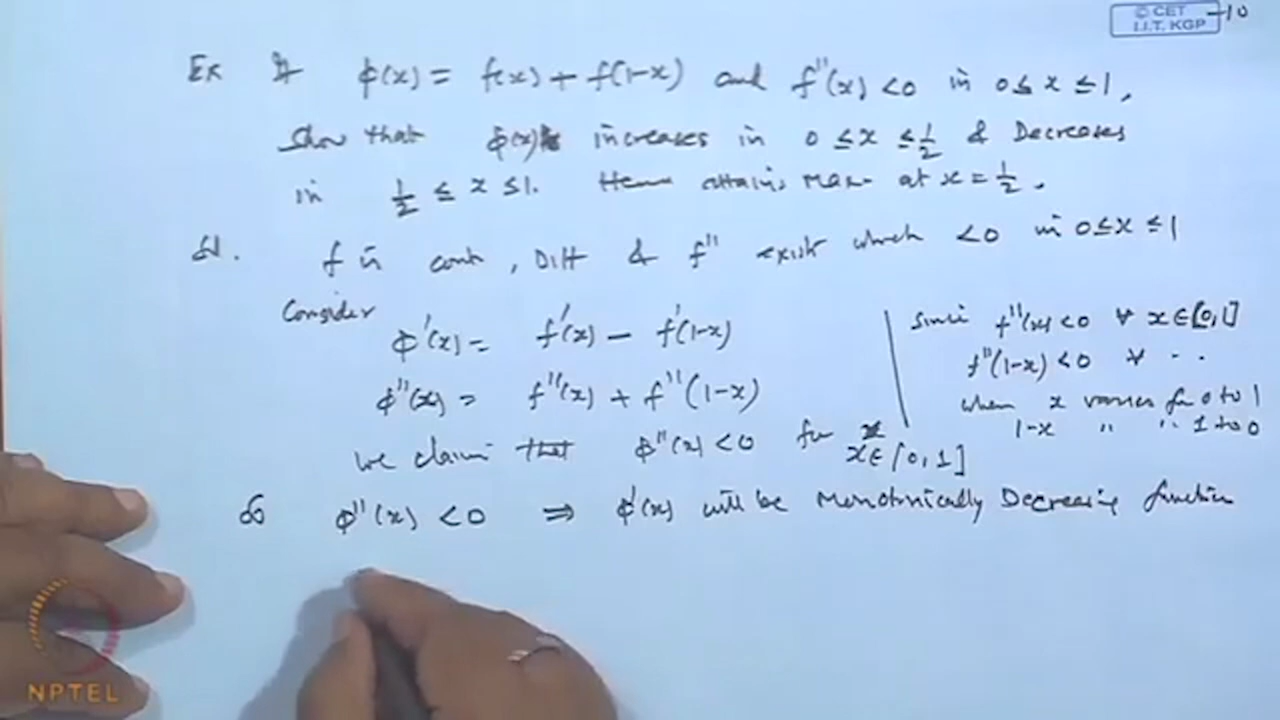 © CET
I.I.T. KGP
-10
Ex If φ(x) = f(x) + f(1-x) and f''(x) < 0 in 0 ≤ x ≤ 1,
Show that φ(x) increases in 0 ≤ x ≤ 1/2 & Decreases
in 1/2 ≤ x ≤ 1. Hence attains Max at x = 1/2.
Sol. f is cont, Diff & f'' exist which < 0 in 0 ≤ x ≤ 1
Consider
φ'(x) = f'(x) - f'(1-x)
φ''(x) = f''(x) + f''(1-x)
we claim that φ''(x) < 0 for
x ∈ [0, 1]
Since f''(x) < 0 ∀ x ∈ [0,1]
f''(1-x) < 0 ∀ ..
when x varies fr 0 to 1
1-x " " 1 to 0
So φ''(x) < 0 ⇒ φ'(x) will be Monotonically Decreasing function
NPTEL